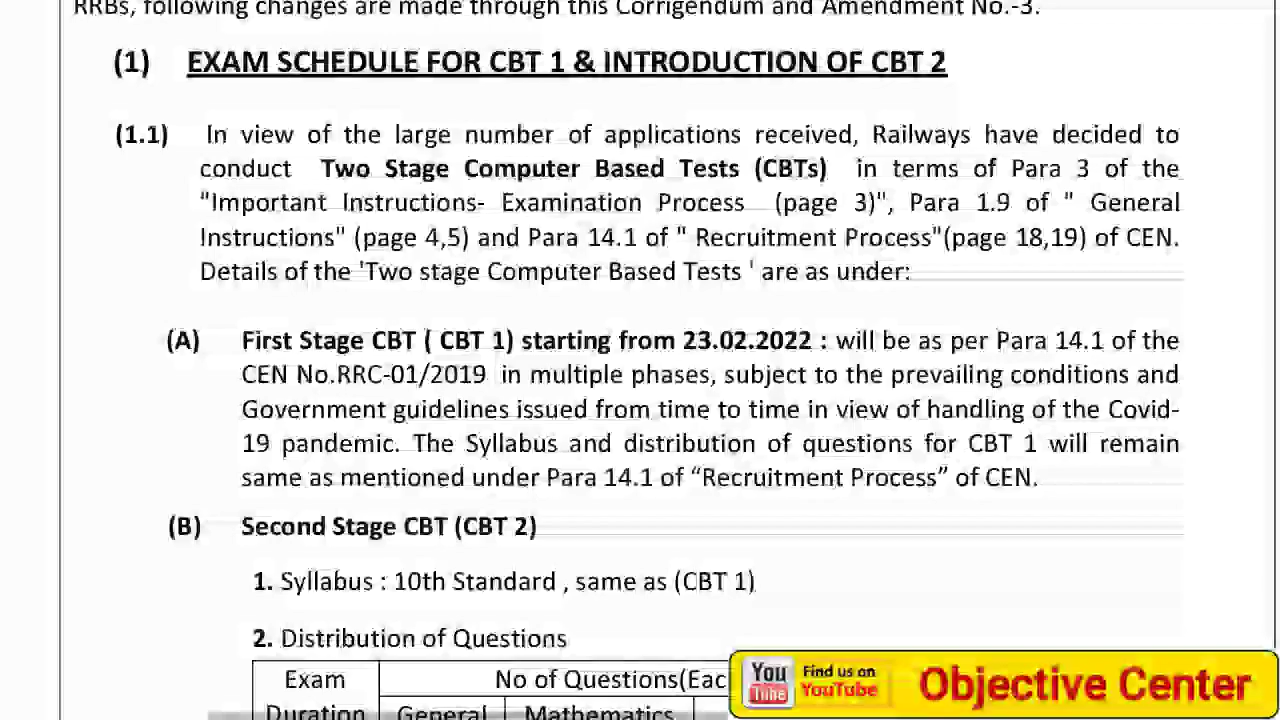 RRBs, following changes are made through this Corrigendum and Amendment No.-3.
(1) EXAM SCHEDULE FOR CBT 1 & INTRODUCTION OF CBT 2
(1.1) In view of the large number of applications received, Railways have decided to
conduct Two Stage Computer Based Tests (CBTs) in terms of Para 3 of the
"Important Instructions- Examination Process (page 3)", Para 1.9 of " General
Instructions" (page 4,5) and Para 14.1 of " Recruitment Process"(page 18,19) of CEN.
Details of the 'Two stage Computer Based Tests ' are as under:
(A) First Stage CBT ( CBT 1) starting from 23.02.2022 : will be as per Para 14.1 of the
CEN No.RRC-01/2019 in multiple phases, subject to the prevailing conditions and
Government guidelines issued from time to time in view of handling of the Covid-
19 pandemic. The Syllabus and distribution of questions for CBT 1 will remain
same as mentioned under Para 14.1 of “Recruitment Process” of CEN.
(B) Second Stage CBT (CBT 2)
1. Syllabus : 10th Standard , same as (CBT 1)
2. Distribution of Questions
Exam No of Questions(Eac
Duration General Mathematics
You Tube Find us on YouTube Objective Center